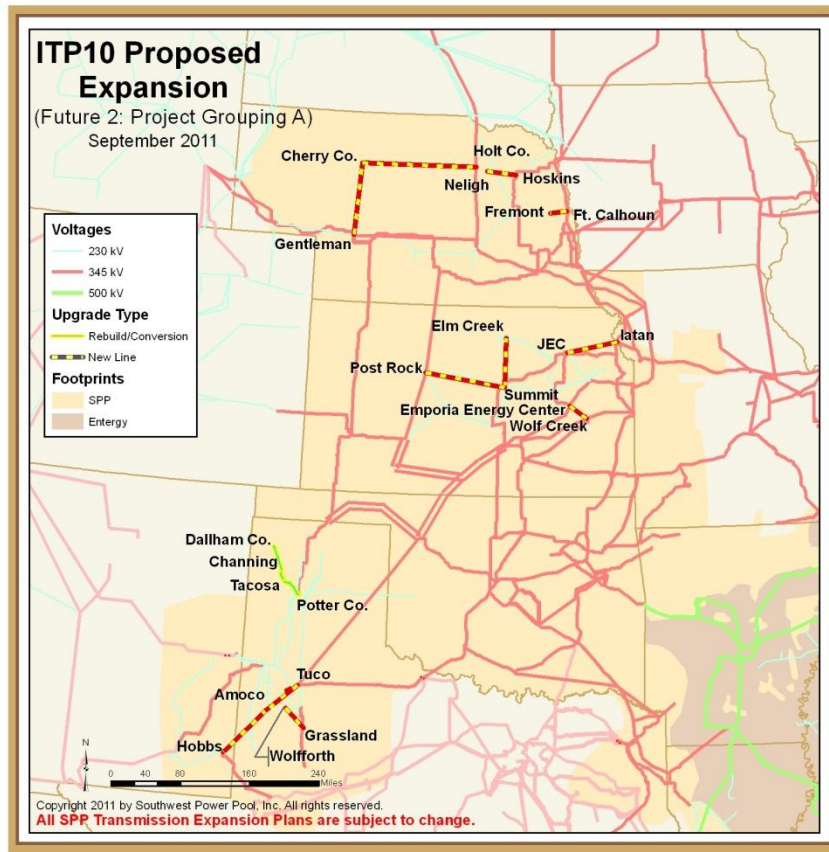 ITP10 Proposed
Expansion
(Future 2: Project Grouping A)
September 2011
Cherry Co.
Holt Co.
Neligh
Hoskins
Fremont
Ft. Calhoun
Gentleman
Voltages
230 kV
345 kV
500 kV
Upgrade Type
Rebuild/Conversion
New Line
Footprints
SPP
Entergy
Elm Creek
JEC
Iatan
Post Rock
Summit
Emporia Energy Center
Wolf Creek
Dallham Co.
Channing
Tacosa
Potter Co.
Tuco
Amoco
Grassland
Hobbs
Wolfforth
N
0 40 80 160 240
Miles
Copyright 2011 by Southwest Power Pool, Inc. All rights reserved.
All SPP Transmission Expansion Plans are subject to change.